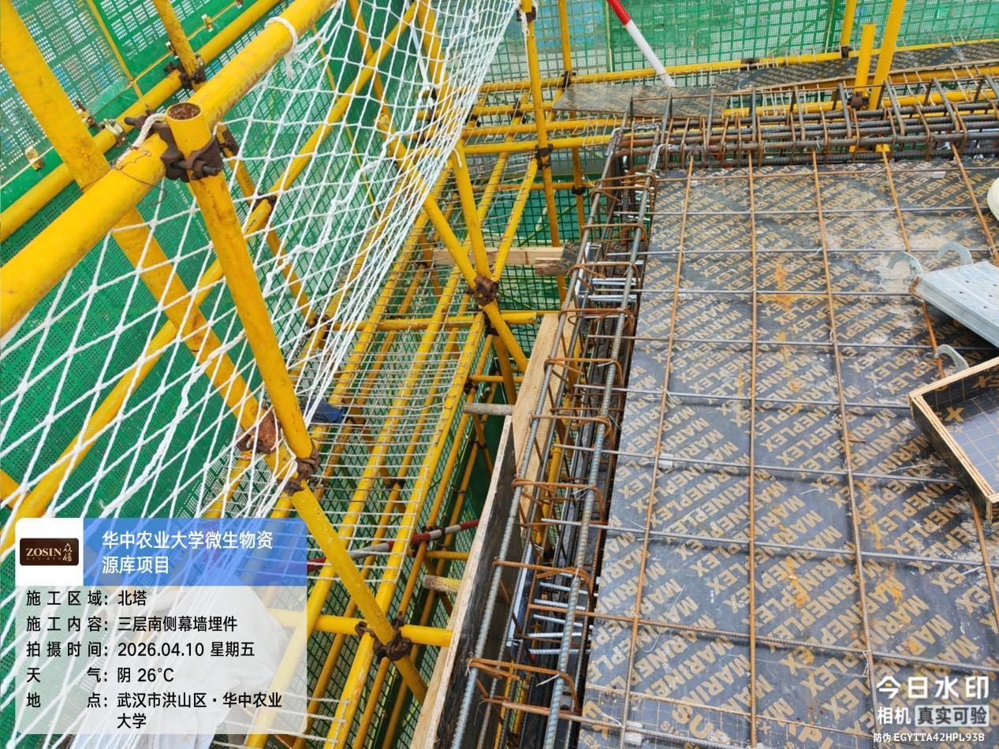 ZOSIN 众信
华中农业大学微生物资
源库项目
施工区域：北塔
施工内容：三层南侧幕墙埋件
拍摄时间：2026.04.10 星期五
天气：阴 26°C
地点：武汉市洪山区·华中农业
大学
MARINEPLEX
今日水印
相机 真实可验
防伪 EGYITA42HPL93B